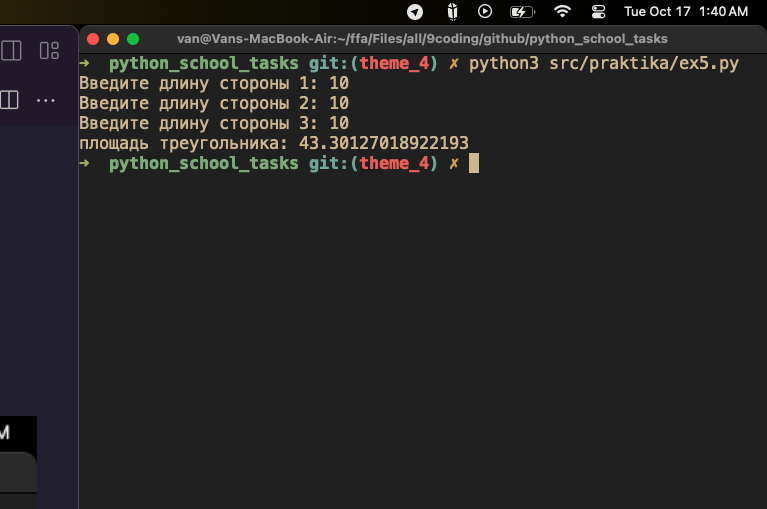 Tue Oct 17 1:40 AM
van@Vans-MacBook-Air:~/ffa/Files/all/9coding/github/python_school_tasks
➜ python_school_tasks git:(theme_4) ✗ python3 src/praktika/ex5.py
Введите длину стороны 1: 10
Введите длину стороны 2: 10
Введите длину стороны 3: 10
площадь треугольника: 43.30127018922193
➜ python_school_tasks git:(theme_4) ✗
M